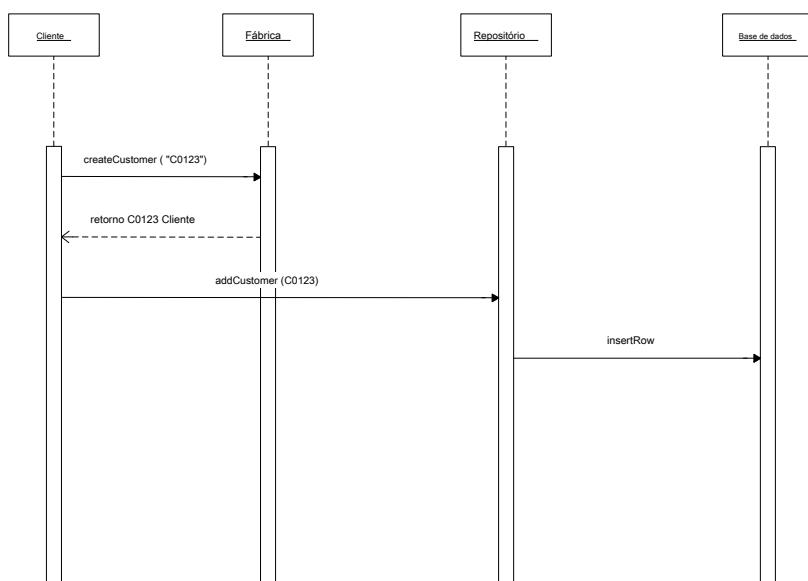 Cliente
Fábrica
Repositório
Base de dados
createCustomer ( "C0123")
retorno C0123 Cliente
addCustomer (C0123)
insertRow